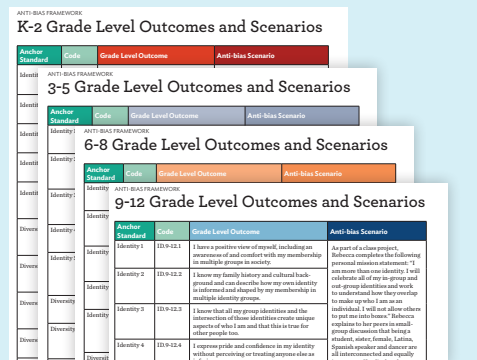 ANTI-BIAS FRAMEWORK
K-2 Grade Level Outcomes and Scenarios
Anchor Standard
Code
Grade Level Outcome
Anti-bias Scenario
ANTI-BIAS FRAMEWORK
3-5 Grade Level Outcomes and Scenarios
Anchor Standard
Code
Grade Level Outcome
Anti-bias Scenario
ANTI-BIAS FRAMEWORK
6-8 Grade Level Outcomes and Scenarios
Anchor Standard
Code
Grade Level Outcome
Anti-bias Scenario
Identity
Identity
Diversity
ANTI-BIAS FRAMEWORK
9-12 Grade Level Outcomes and Scenarios
Anchor Standard
Code
Grade Level Outcome
Anti-bias Scenario
Identity 1
ID.9-12.1
I have a positive view of myself, including an
awareness of and comfort with my membership
in multiple groups in society.
Identity 2
ID.9-12.2
I know my family history and cultural back-
ground and can describe how my own identity
is informed and shaped by my membership in
multiple identity groups.
Identity 3
ID.9-12.3
I know that all my group identities and the
intersection of those identities create unique
aspects of who I am and that this is true for
other people too.
Identity 4
ID.9-12.4
I express pride and confidence in my identity
without perceiving or treating anyone else as
As part of a class project,
Rebecca completes the following
personal mission statement: "I
am more than one identity. I will
celebrate all of my in-group and
out-group identities and work
to understand how they overlap
to make up who I am as an
individual. I will not allow others
to put me into boxes." Rebecca
explains to her peers in small-
group discussion that being a
student, sister, female, Latina,
Spanish speaker and dancer are
all interconnected and equally